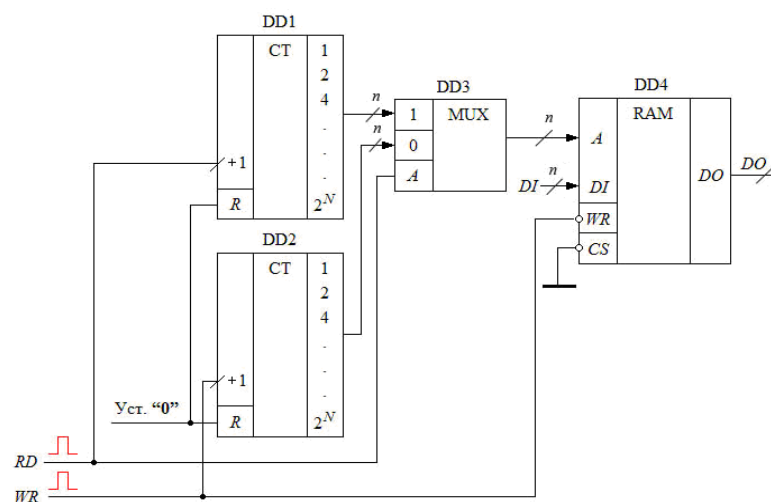 DD1
CT
1
2
4
.
.
.
2^N
+1
R
DD2
CT
1
2
4
.
.
.
2^N
+1
R
n
n
DD3
1
MUX
0
A
n
DD4
RAM
A
DI
n
DI
WR
CS
DO
DO
Уст. “0”
RD
WR